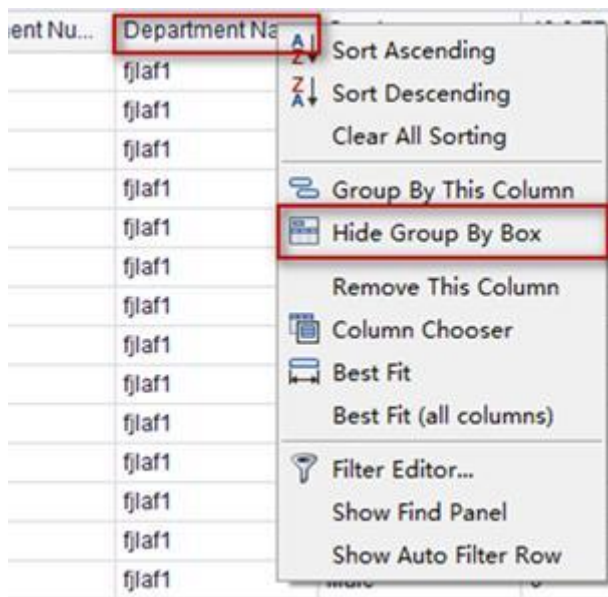 ent Nu... Department Na
fjlaf1
Sort Ascending
fjlaf1
Sort Descending
fjlaf1
Clear All Sorting
fjlaf1
Group By This Column
fjlaf1
Hide Group By Box
fjlaf1
Remove This Column
fjlaf1
Column Chooser
fjlaf1
Best Fit
fjlaf1
Best Fit (all columns)
fjlaf1
fjlaf1
Filter Editor...
fjlaf1
Show Find Panel
fjlaf1
Show Auto Filter Row
fjlaf1